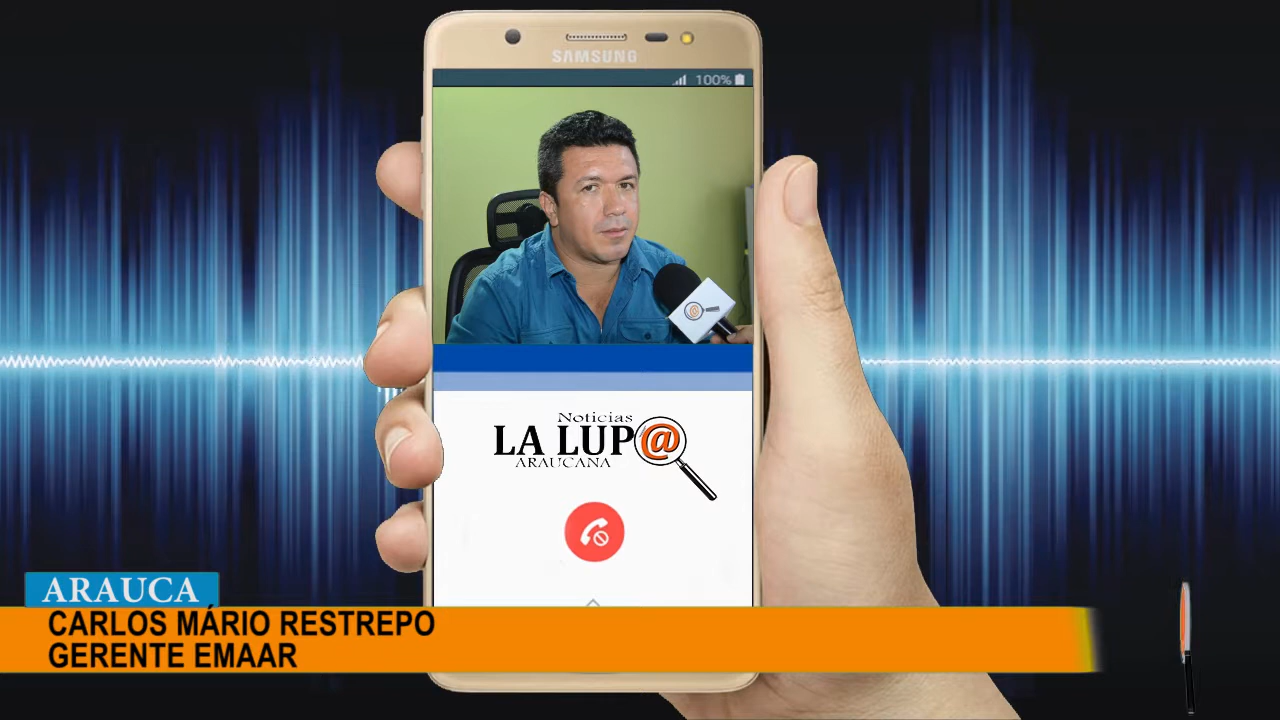 SAMSUNG
100%
Noticias
LA LUP@
ARAUCANA
ARAUCA
CARLOS MÁRIO RESTREPO
GERENTE EMAAR